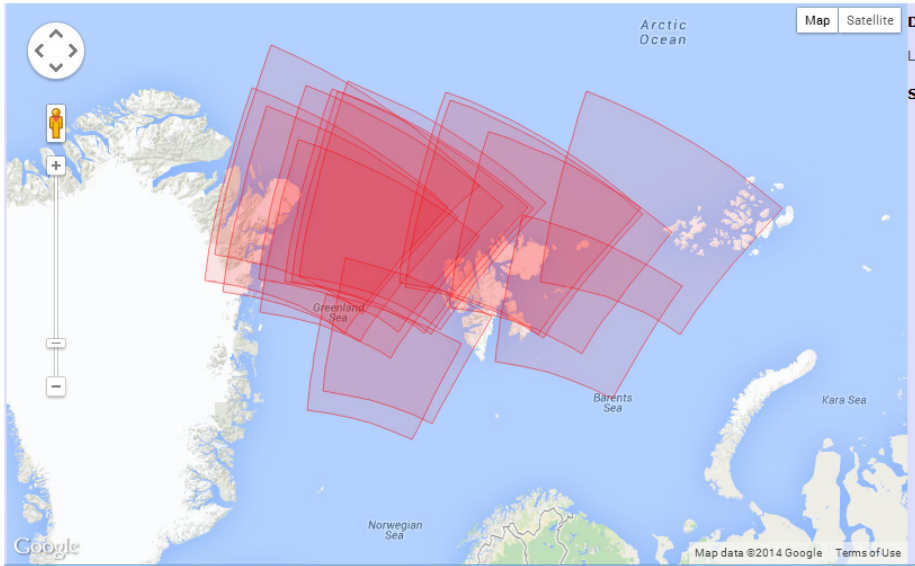 Arctic
Ocean
Map
Satellite
D
L
S
+
−
Greenland
Sea
Barents
Sea
Kara Sea
Norwegian
Sea
Google
Map data ©2014 Google
Terms of Use